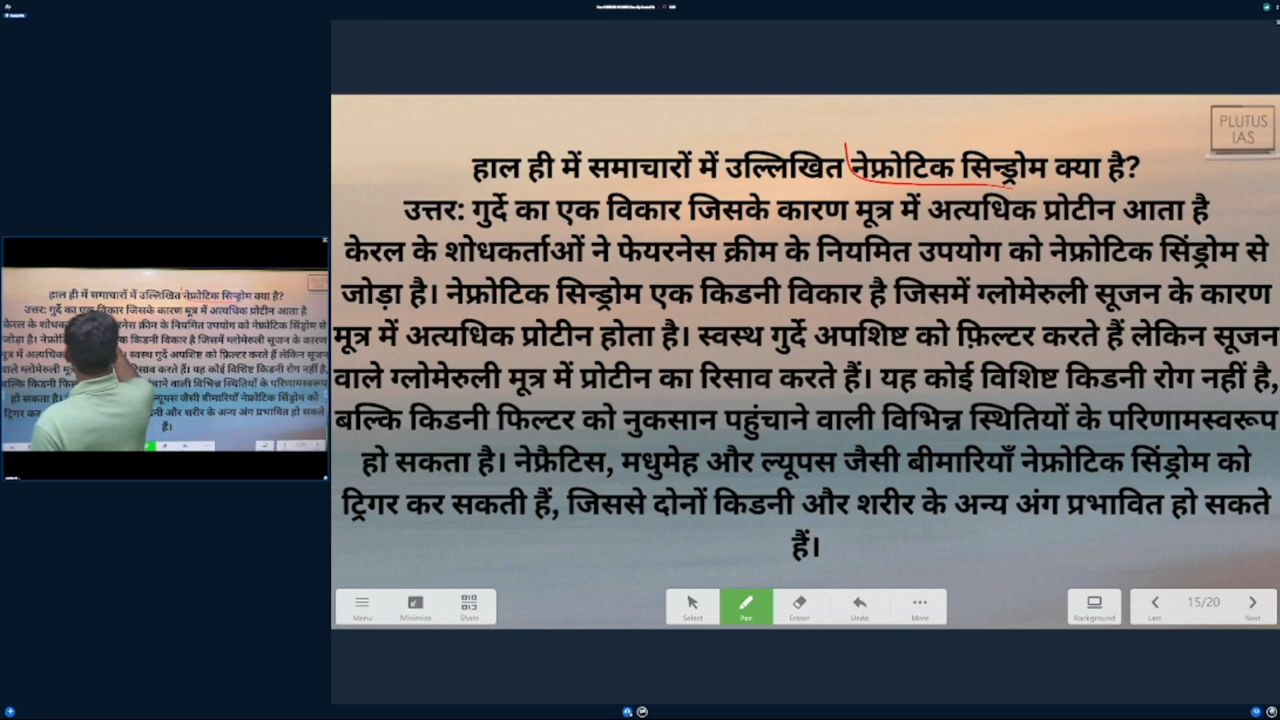 PLUTUS
IAS
हाल ही में समाचारों में उल्लिखित नेफ्रोटिक सिन्ड्रोम क्या है?
उत्तर: गुर्दे का एक विकार जिसके कारण मूत्र में अत्यधिक प्रोटीन आता है
केरल के शोधकर्ताओं ने फेयरनेस क्रीम के नियमित उपयोग को नेफ्रोटिक सिंड्रोम से
जोड़ा है। नेफ्रोटिक सिन्ड्रोम एक किडनी विकार है जिसमें ग्लोमेरुली सूजन के कारण
मूत्र में अत्यधिक प्रोटीन होता है। स्वस्थ गुर्दे अपशिष्ट को फ़िल्टर करते हैं लेकिन सूजन
वाले ग्लोमेरुली मूत्र में प्रोटीन का रिसाव करते हैं। यह कोई विशिष्ट किडनी रोग नहीं है,
बल्कि किडनी फिल्टर को नुकसान पहुंचाने वाली विभिन्न स्थितियों के परिणामस्वरूप
हो सकता है। नेफ्रैटिस, मधुमेह और ल्यूपस जैसी बीमारियाँ नेफ्रोटिक सिंड्रोम को
ट्रिगर कर सकती हैं, जिससे दोनों किडनी और शरीर के अन्य अंग प्रभावित हो सकते
हैं।
Menu Minimize Share Select Pen Eraser Undo More Background Last 15/20 Next